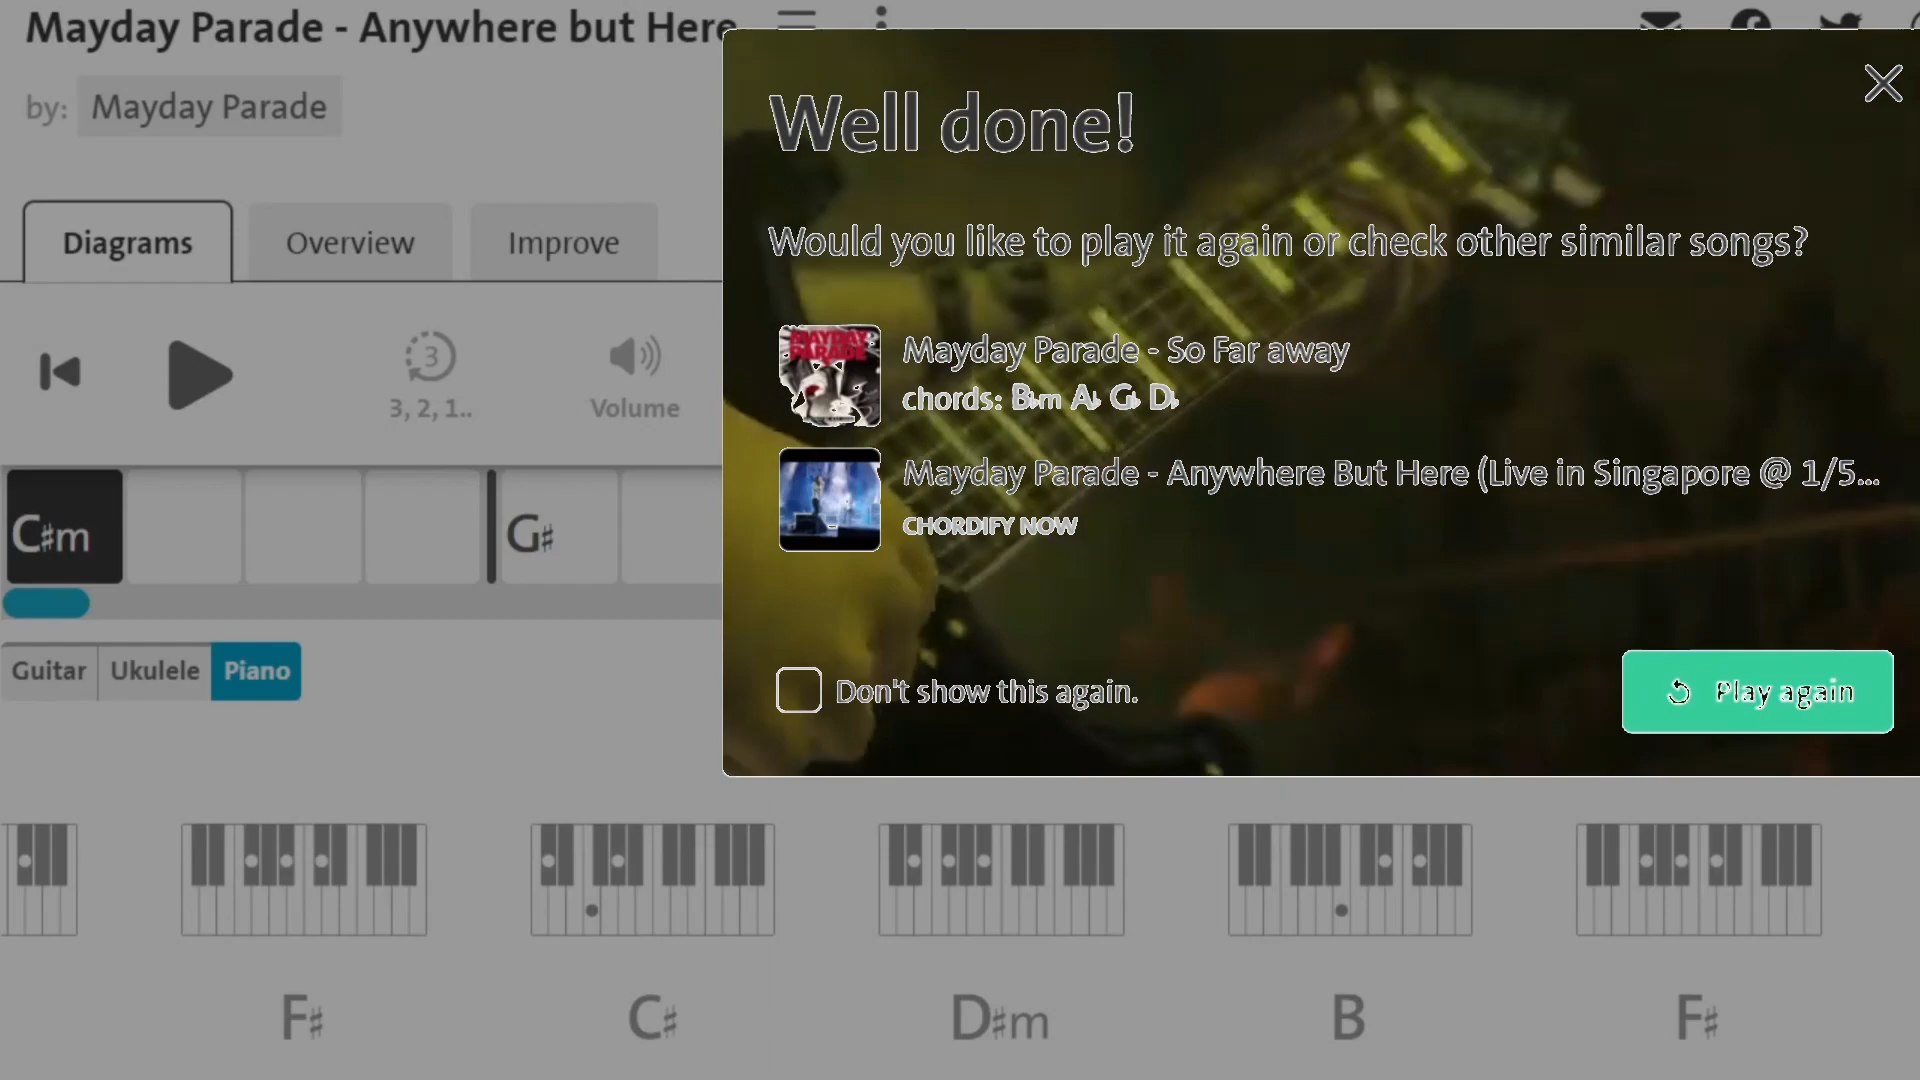 Mayday Parade - Anywhere but Here
by: Mayday Parade
Diagrams
Overview
Improve
3
3, 2, 1..
Volume
C♯m
G♯
Guitar
Ukulele
Piano
Well done!
Would you like to play it again or check other similar songs?
MAYDAY
PARADE
Mayday Parade - So Far away
chords: B♭m A♭ G♭ D♭
Mayday Parade - Anywhere But Here (Live in Singapore @ 1/5...
CHORDIFY NOW
Don't show this again.
Play again
F♯
C♯
D♯m
B
F♯